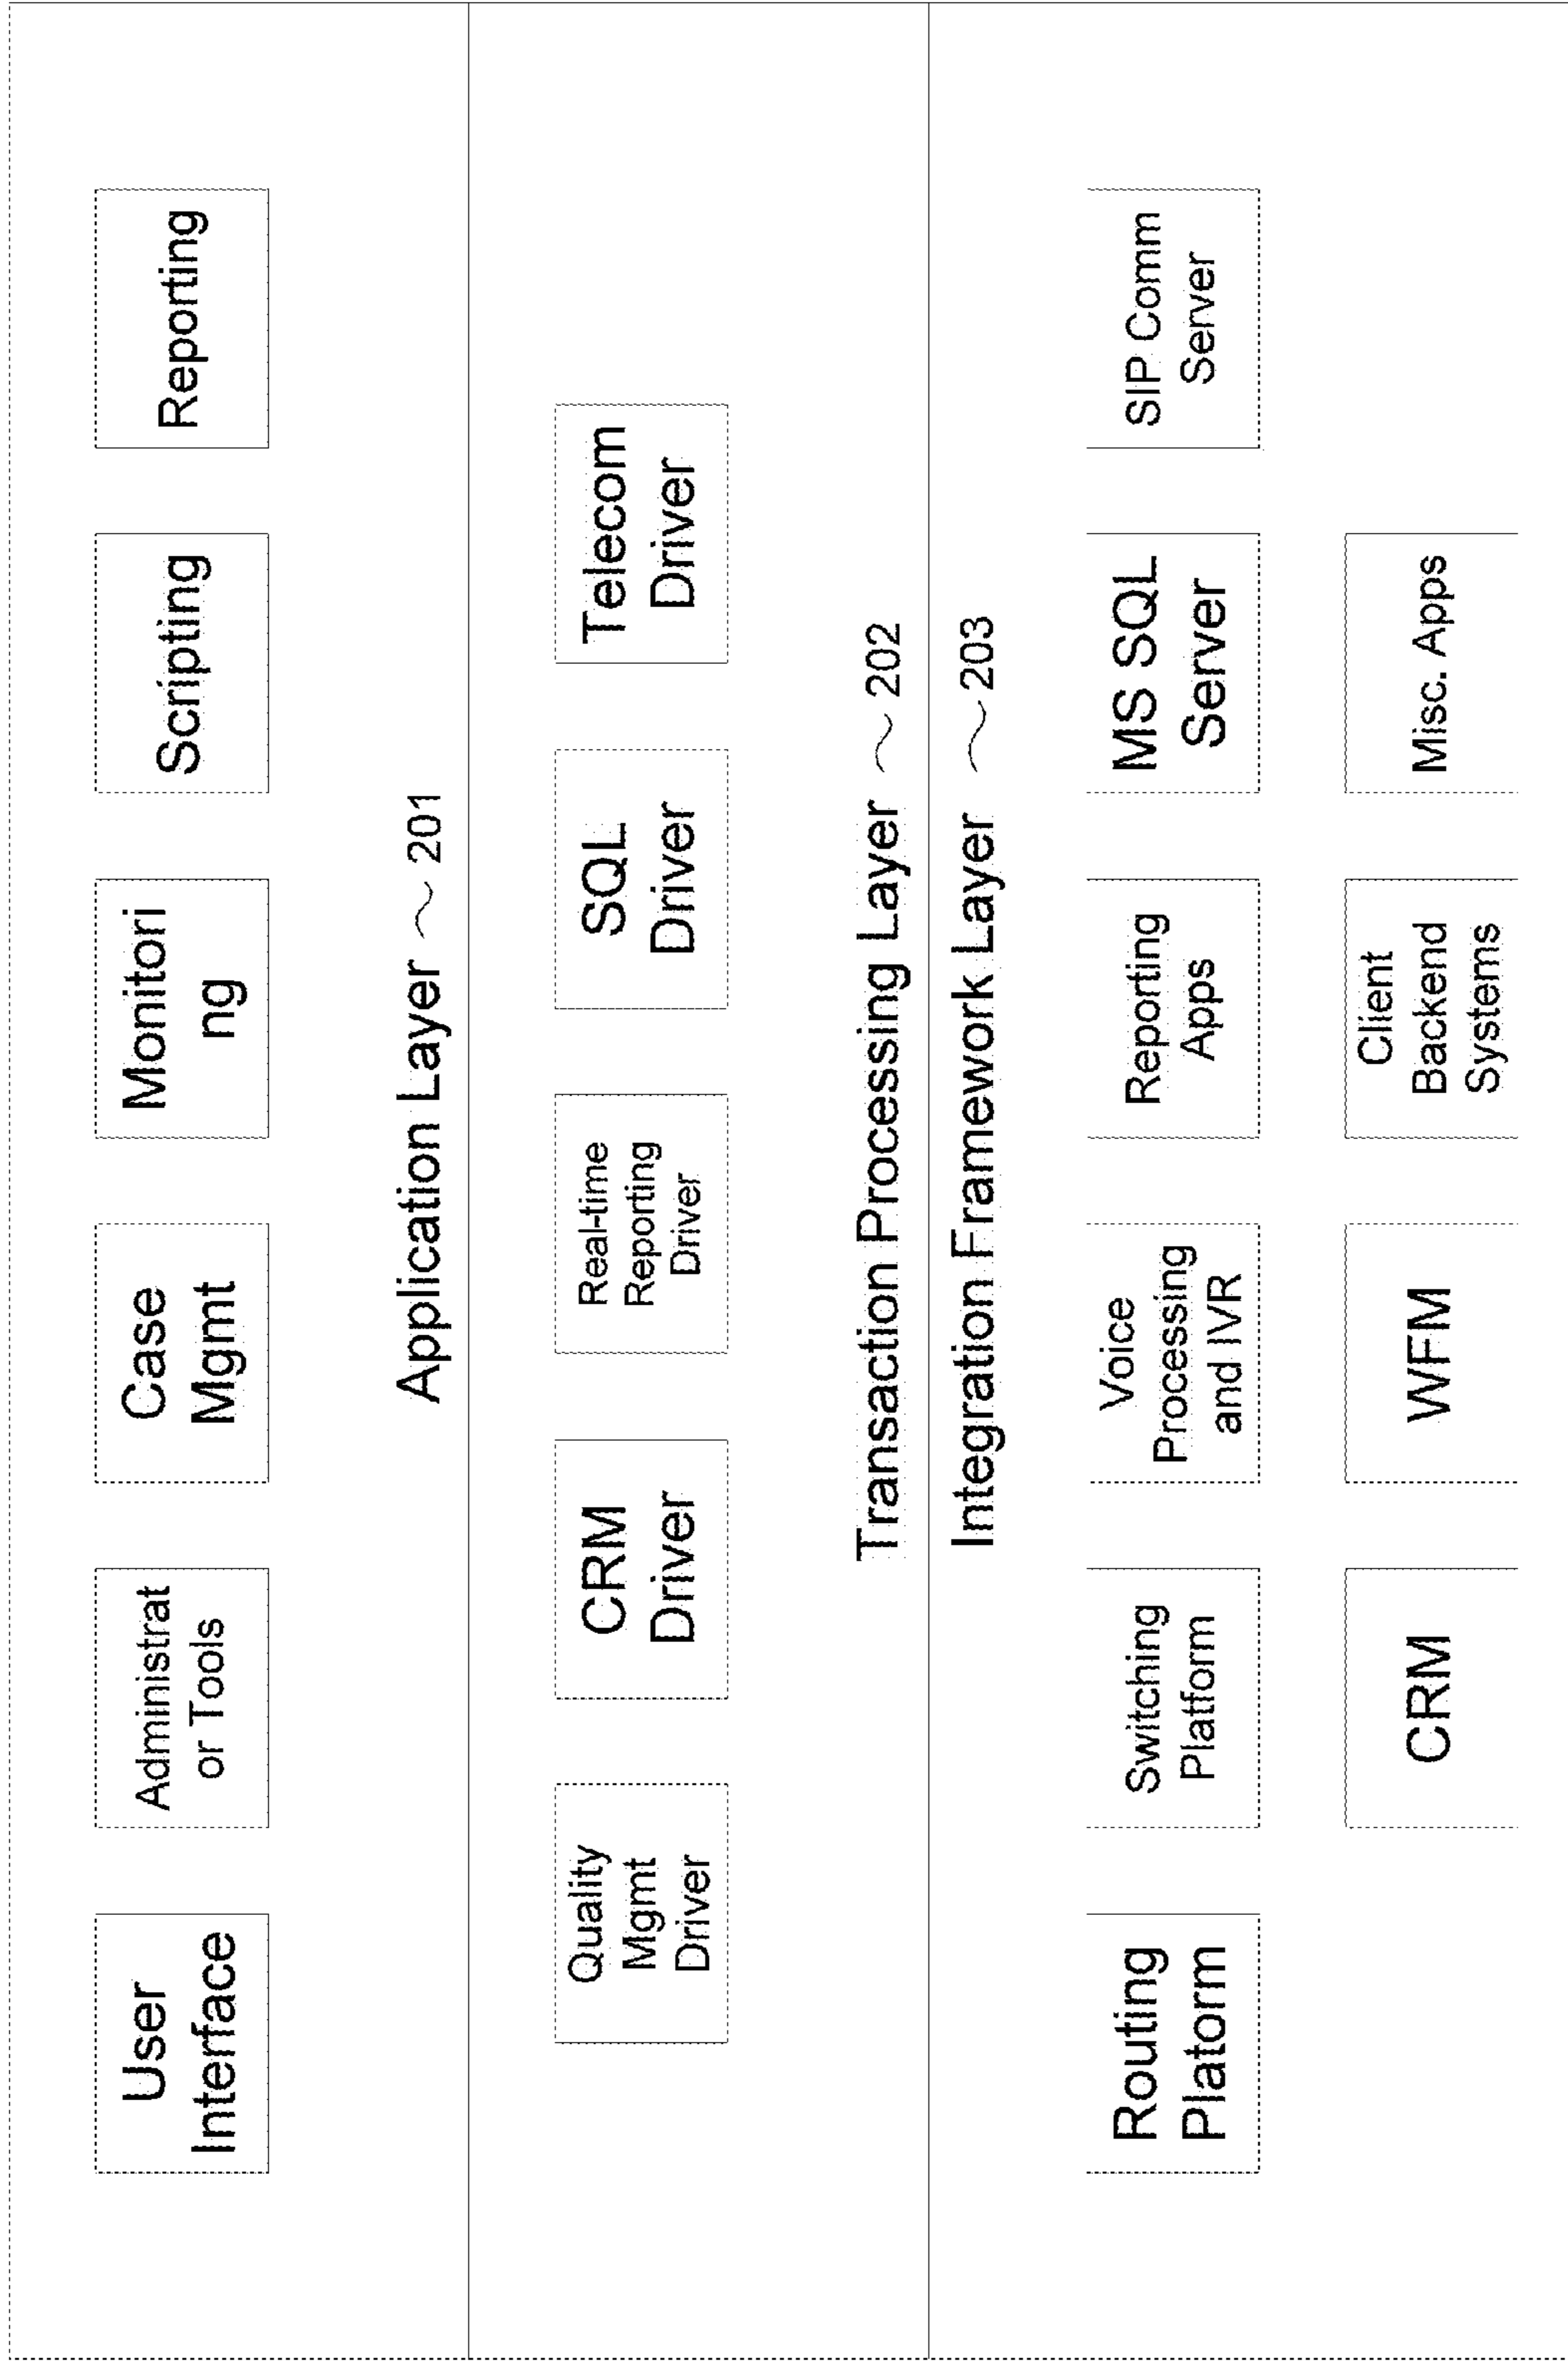 User
Interface
Administrat
or Tools
Case
Mgmt
Monitori
ng
Scripting
Reporting
Application Layer ~ 201
Quality
Mgmt
Driver
CRM
Driver
Real-time
Reporting
Driver
SQL
Driver
Telecom
Driver
Transaction Processing Layer ~ 202
Integration Framework Layer ~ 203
Routing
Platorm
Switching
Platform
Voice
Processing
and IVR
Reporting
Apps
MS SQL
Server
SIP Comm
Server
CRM
WFM
Client
Backend
Systems
Misc. Apps